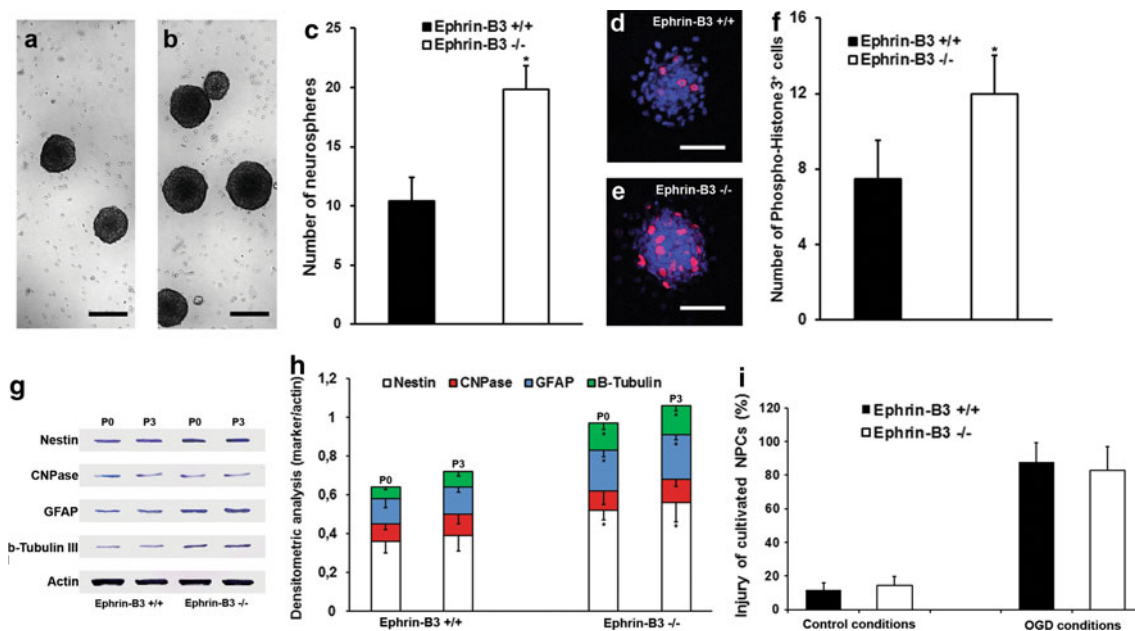 a
b
c
Number of neurospheres
25
20
15
10
5
0
Ephrin-B3 +/+
Ephrin-B3 -/-
*
d
Ephrin-B3 +/+
e
Ephrin-B3 -/-
f
Number of Phospho-Histone 3⁺ cells
16
12
8
4
0
Ephrin-B3 +/+
Ephrin-B3 -/-
*
g
P0 P3 P0 P3
Nestin
CNPase
GFAP
b-Tubulin III
Actin
Ephrin-B3 +/+ Ephrin-B3 -/-
h
Densitometric analysis (marker/actin)
1,2
1
0,8
0,6
0,4
0,2
0
Nestin CNPase GFAP B-Tubulin
P0 P3 P0 P3
* * *
* * *
Ephrin-B3 +/+ Ephrin-B3 -/-
i
Injury of cultivated NPCs (%)
120
100
80
60
40
20
0
Ephrin-B3 +/+
Ephrin-B3 -/-
Control conditions OGD conditions